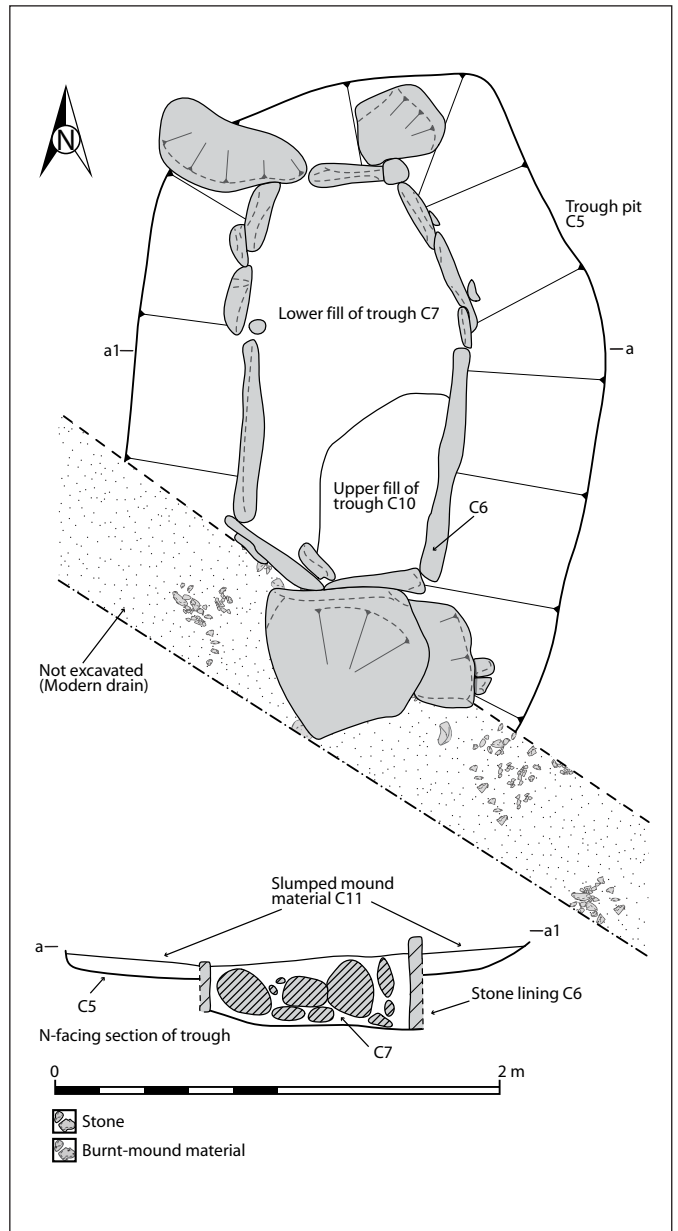 N
Trough pit
C5
Lower fill of trough C7
a1
a
Upper fill of
trough C10
C6
Not excavated
(Modern drain)
Slumped mound
material C11
a
a1
C5
Stone lining C6
N-facing section of trough
C7
0
2 m
Stone
Burnt-mound material